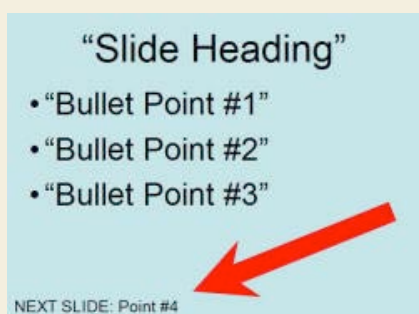 “Slide Heading”
• “Bullet Point #1”
• “Bullet Point #2”
• “Bullet Point #3”
NEXT SLIDE: Point #4